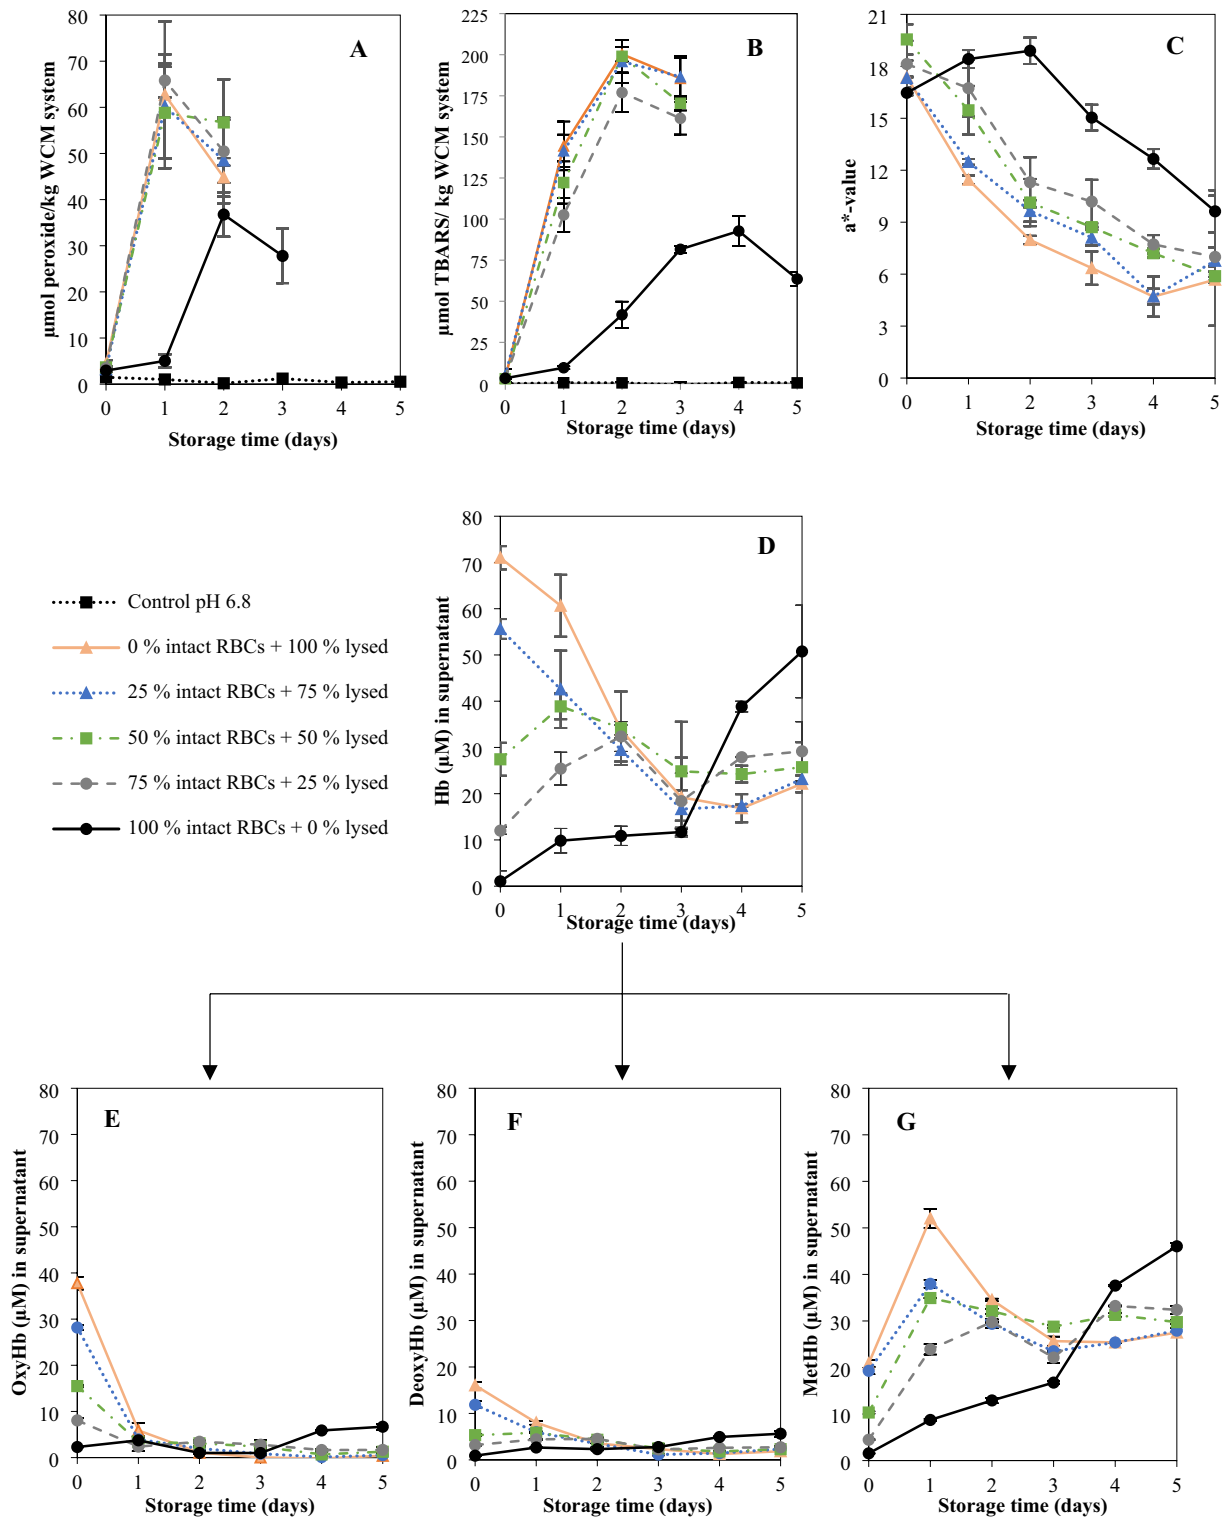 A
µmol peroxide/kg WCM system
80
70
60
50
40
30
20
10
0
0 1 2 3 4 5
Storage time (days)
B
µmol TBARS/ kg WCM system
225
200
175
150
125
100
75
50
25
0
0 1 2 3 4 5
Storage time (days)
C
a*-value
21
18
15
12
9
6
3
0
0 1 2 3 4 5
Storage time (days)
Control pH 6.8
0 % intact RBCs + 100 % lysed
25 % intact RBCs + 75 % lysed
50 % intact RBCs + 50 % lysed
75 % intact RBCs + 25 % lysed
100 % intact RBCs + 0 % lysed
D
Hb (µM) in supernatant
80
70
60
50
40
30
20
10
0
0 1 2 3 4 5
Storage time (days)
E
OxyHb (µM) in supernatant
80
70
60
50
40
30
20
10
0
0 1 2 3 4 5
Storage time (days)
F
DeoxyHb (µM) in supernatant
80
70
60
50
40
30
20
10
0
0 1 2 3 4 5
Storage time (days)
G
MetHb (µM) in supernatant
80
70
60
50
40
30
20
10
0
0 1 2 3 4 5
Storage time (days)